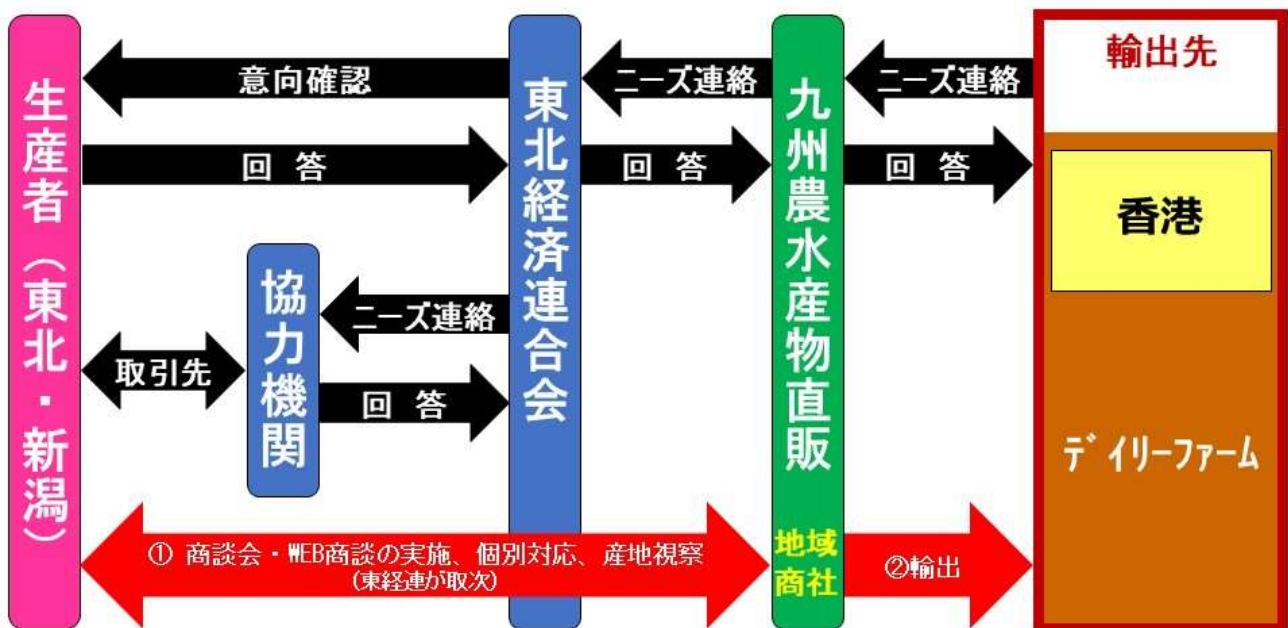 生産者（東北・新潟）
意向確認
回答
取引先
協力機関
ニーズ連絡
回答
東北経済連合会
ニーズ連絡
回答
九州農水産物直販
地域
商社
ニーズ連絡
回答
輸出先
香港
ﾃﾞｲﾘｰﾌｧｰﾑ
① 商談会・WEB商談の実施、個別対応、産地視察
(東経連が取次)
②輸出